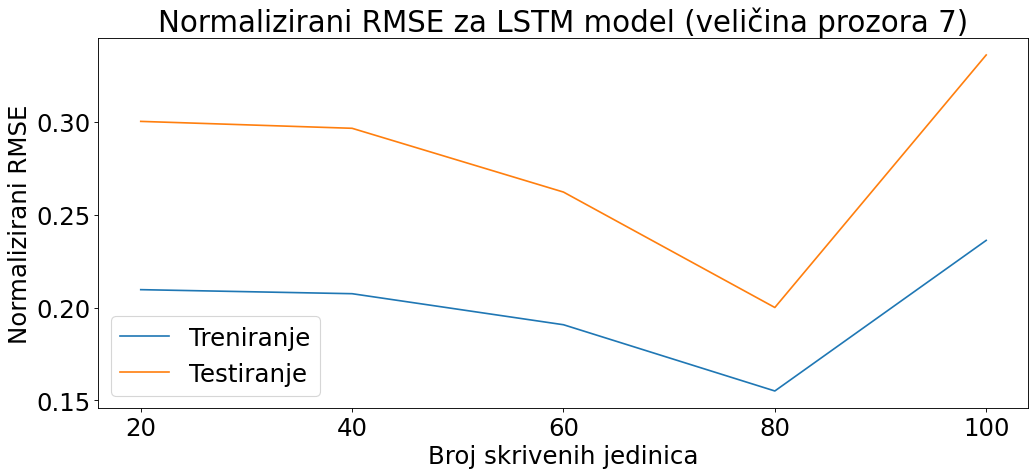 Normalizirani RMSE za LSTM model (veličina prozora 7)
Normalizirani RMSE
0.30
0.25
0.20
0.15
Treniranje
Testiranje
20 40 60 80 100
Broj skrivenih jedinica